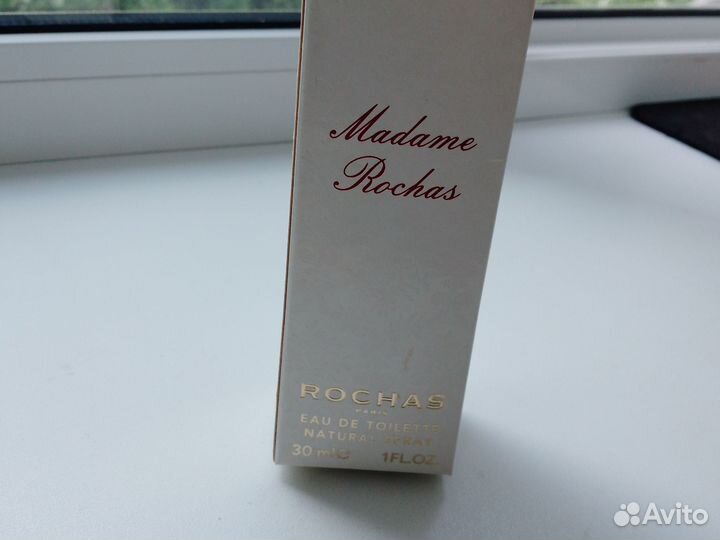 Madame
Rochas
ROCHAS
PARIS
EAU DE TOILETTE
NATURAL SPRAY
30 ml℮ 1FL.OZ.
Avito